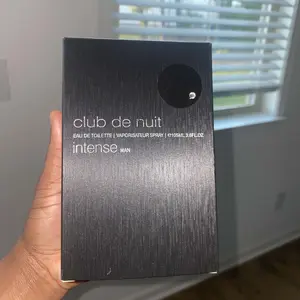 club de nuit
EAU DE TOILETTE | VAPORISATEUR SPRAY | 105ML 3.6FL.OZ
intense MAN